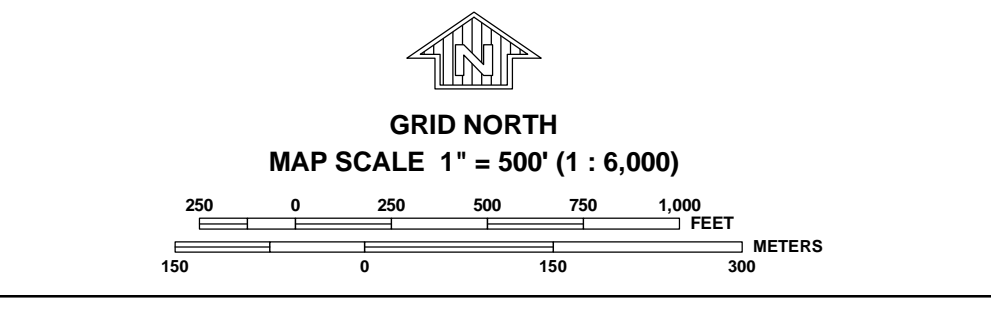 N
GRID NORTH
MAP SCALE 1" = 500' (1 : 6,000)
250 0 250 500 750 1,000
FEET
METERS
150 0 150 300